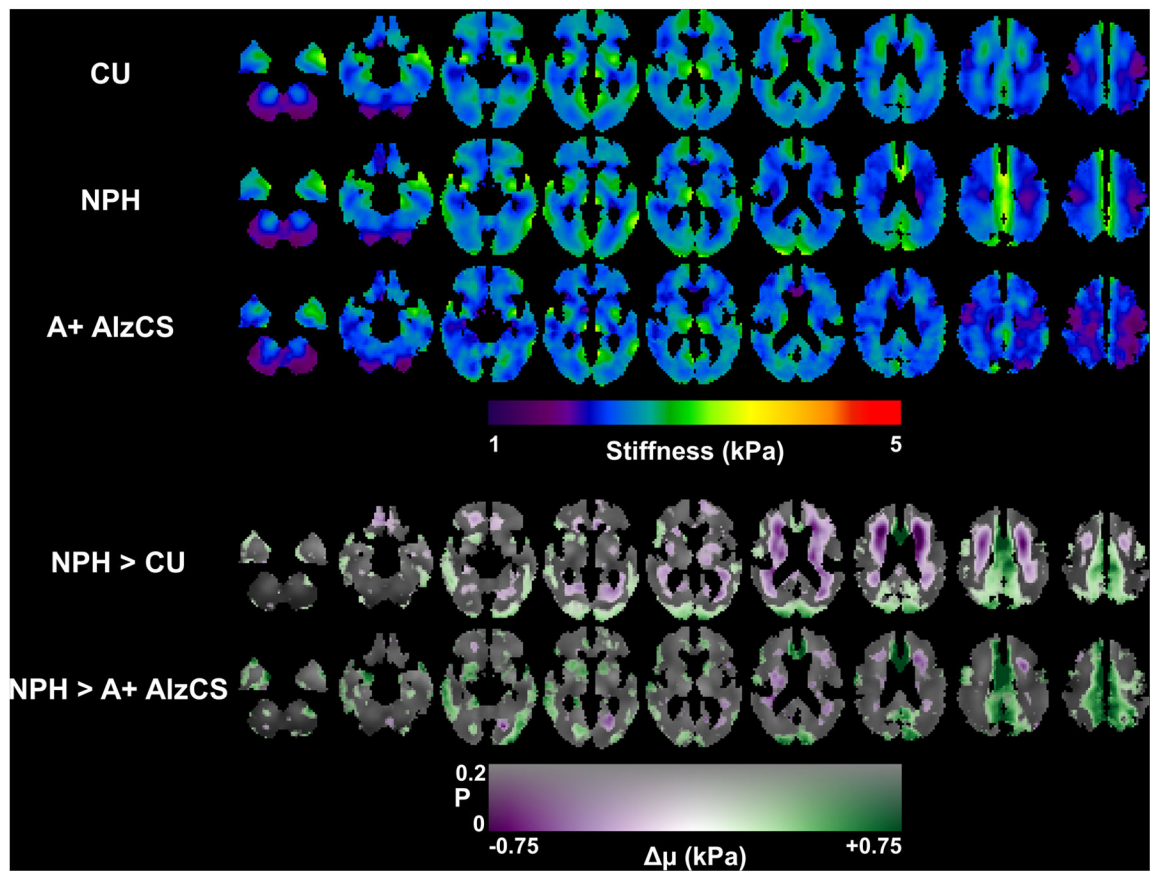 CU
NPH
A+ AlzCS
1
5
Stiffness (kPa)
NPH > CU
NPH > A+ AlzCS
0.2
P
0
-0.75
+0.75
Δμ (kPa)